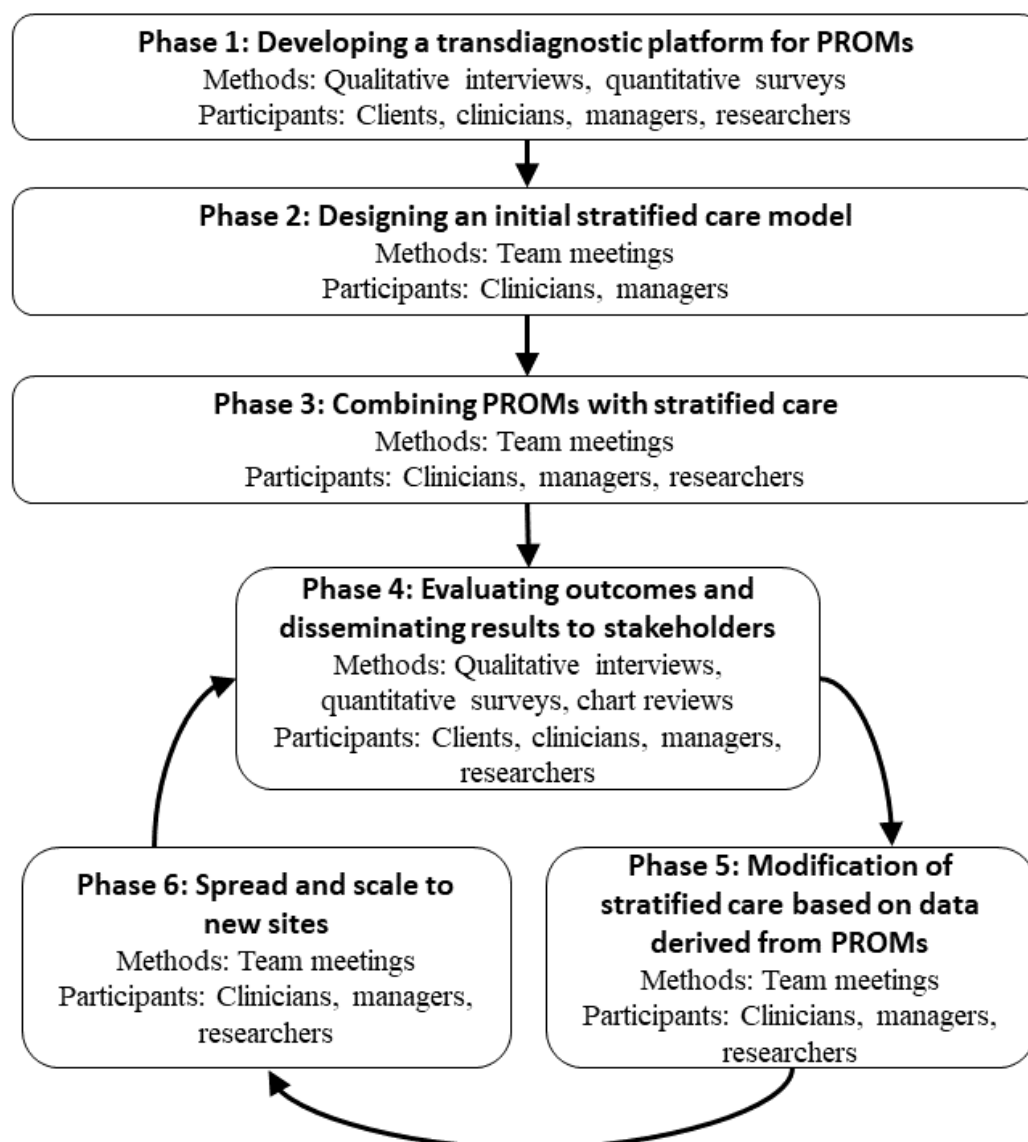 Phase 1: Developing a transdiagnostic platform for PROMs
Methods: Qualitative interviews, quantitative surveys
Participants: Clients, clinicians, managers, researchers
Phase 2: Designing an initial stratified care model
Methods: Team meetings
Participants: Clinicians, managers
Phase 3: Combining PROMs with stratified care
Methods: Team meetings
Participants: Clinicians, managers, researchers
Phase 4: Evaluating outcomes and
disseminating results to stakeholders
Methods: Qualitative interviews,
quantitative surveys, chart reviews
Participants: Clients, clinicians, managers,
researchers
Phase 5: Modification of
stratified care based on data
derived from PROMs
Methods: Team meetings
Participants: Clinicians, managers,
researchers
Phase 6: Spread and scale to
new sites
Methods: Team meetings
Participants: Clinicians, managers,
researchers